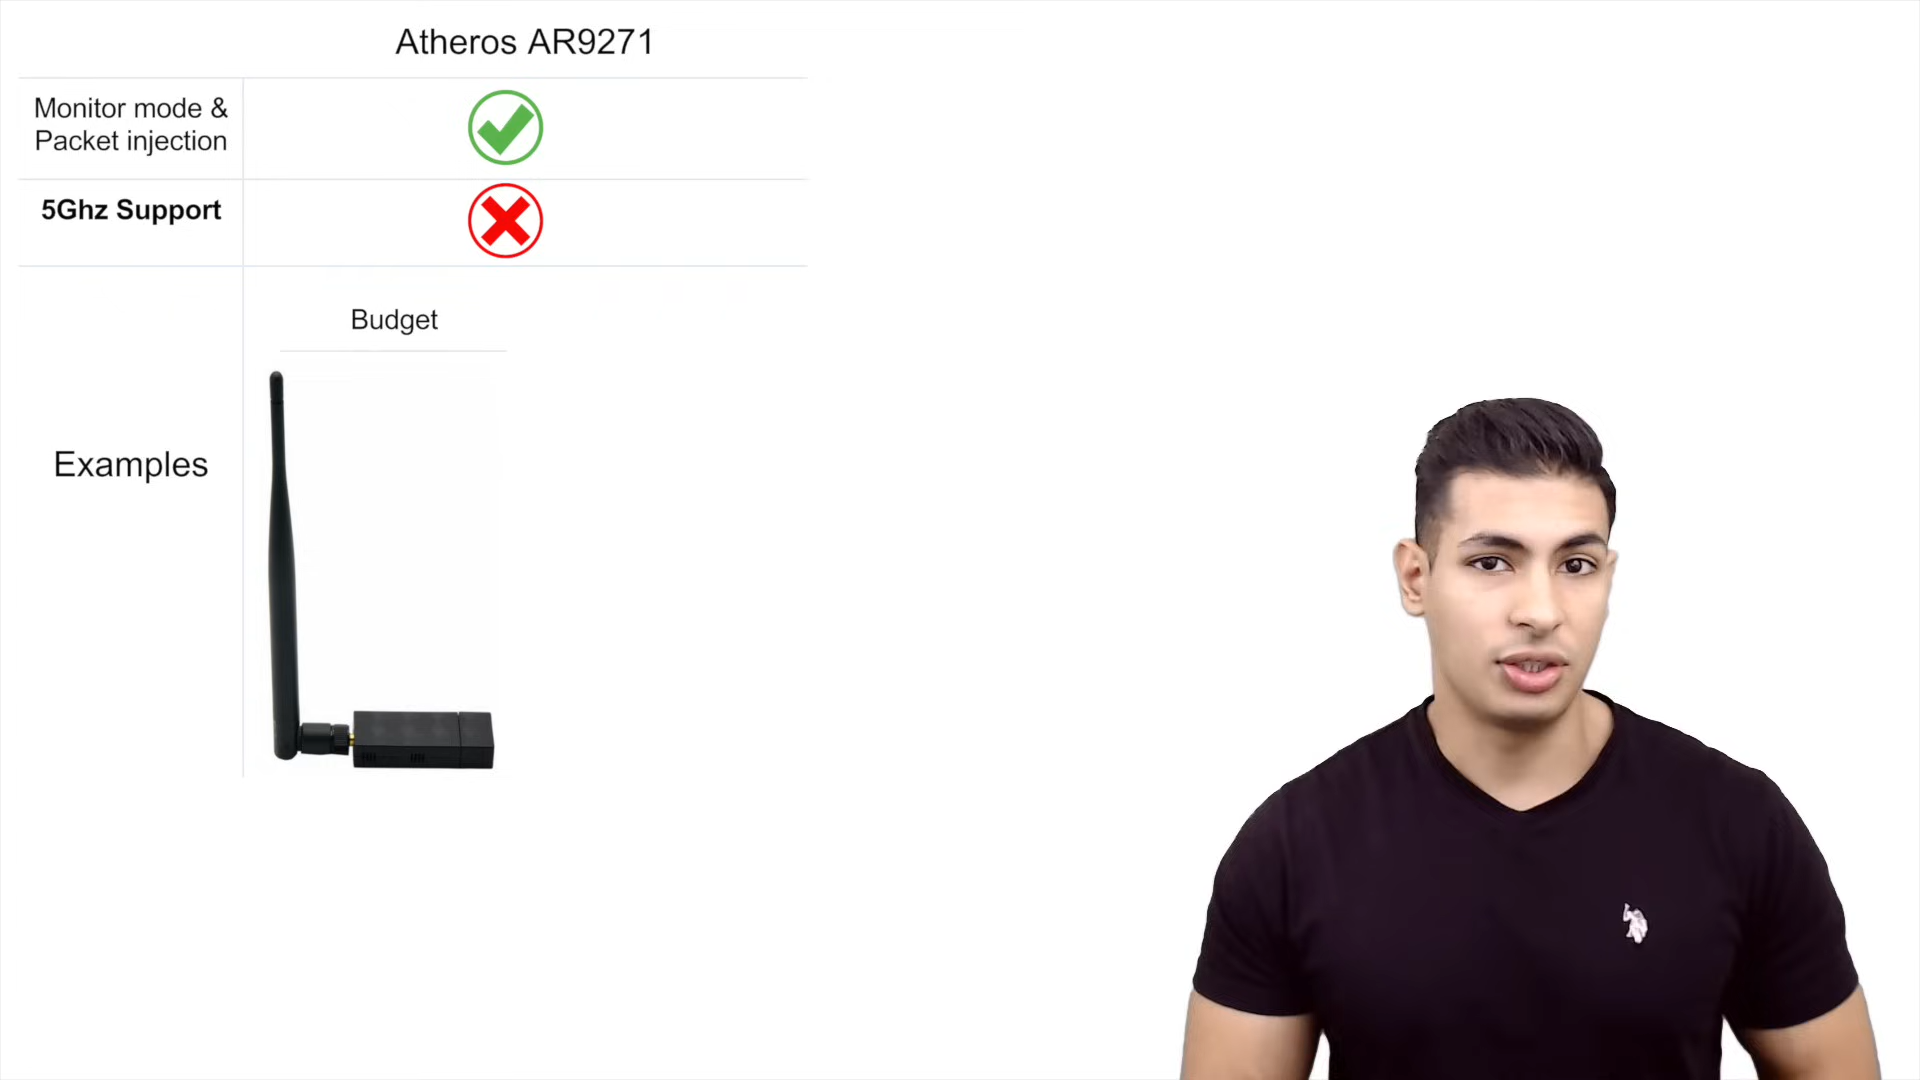 Atheros AR9271
Monitor mode &
Packet injection
5Ghz Support
Budget
Examples